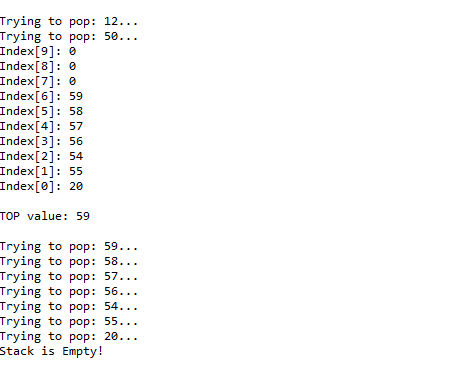 Trying to pop: 12...
Trying to pop: 50...
Index[9]: 0
Index[8]: 0
Index[7]: 0
Index[6]: 59
Index[5]: 58
Index[4]: 57
Index[3]: 56
Index[2]: 54
Index[1]: 55
Index[0]: 20
TOP value: 59
Trying to pop: 59...
Trying to pop: 58...
Trying to pop: 57...
Trying to pop: 56...
Trying to pop: 54...
Trying to pop: 55...
Trying to pop: 20...
Stack is Empty!